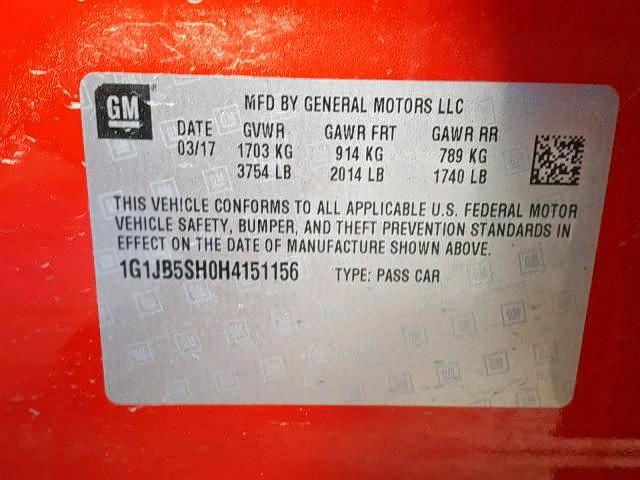 GM
MFD BY GENERAL MOTORS LLC
DATE GVWR GAWR FRT GAWR RR
03/17 1703 KG 914 KG 789 KG
3754 LB 2014 LB 1740 LB
THIS VEHICLE CONFORMS TO ALL APPLICABLE U.S. FEDERAL MOTOR
VEHICLE SAFETY, BUMPER, AND THEFT PREVENTION STANDARDS IN
EFFECT ON THE DATE OF MANUFACTURE SHOWN ABOVE.
1G1JB5SH0H4151156 TYPE: PASS CAR